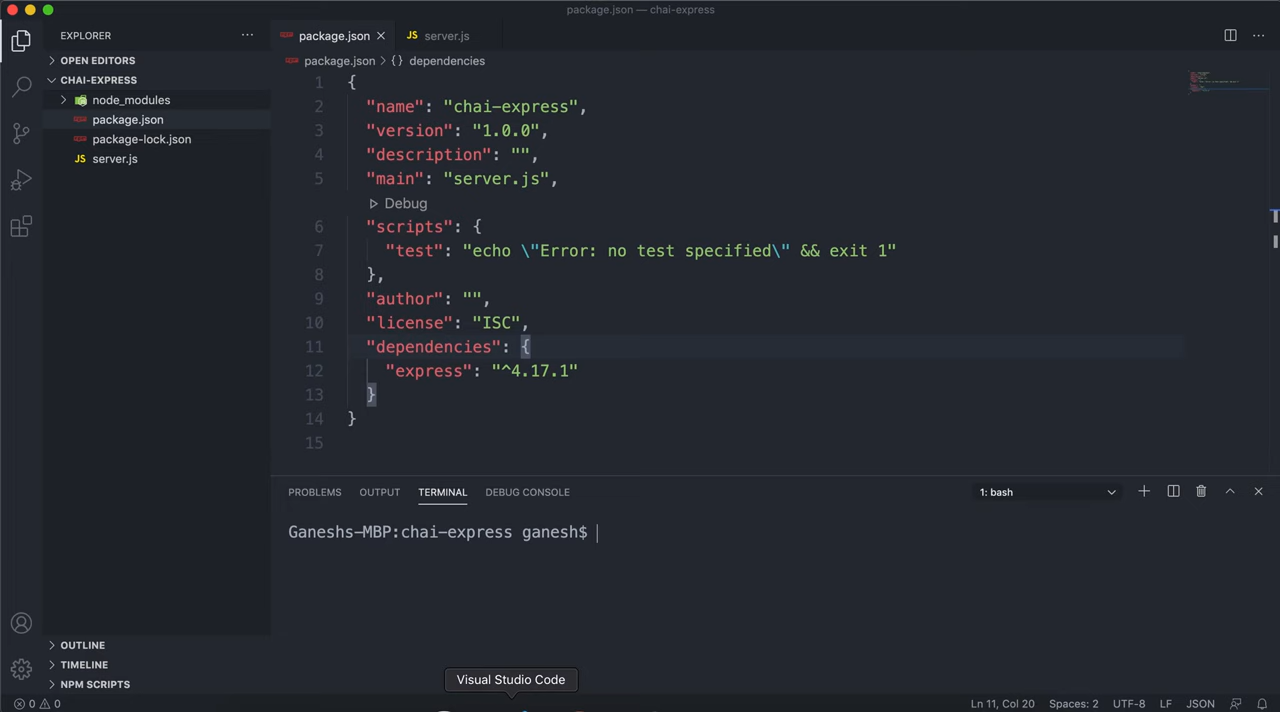 package.json — chai-express
EXPLORER
package.json
JS server.js
OPEN EDITORS
package.json > {} dependencies
CHAI-EXPRESS
node_modules
package.json
package-lock.json
JS server.js
1 {
2 "name": "chai-express",
3 "version": "1.0.0",
4 "description": "",
5 "main": "server.js",
Debug
6 "scripts": {
7 "test": "echo \"Error: no test specified\" && exit 1"
8 },
9 "author": "",
10 "license": "ISC",
11 "dependencies": {
12 "express": "^4.17.1"
13 }
14 }
15
PROBLEMS OUTPUT TERMINAL DEBUG CONSOLE 1: bash
Ganeshs-MBP:chai-express ganesh$
OUTLINE
TIMELINE
NPM SCRIPTS
Visual Studio Code
0 0 Ln 11, Col 20 Spaces: 2 UTF-8 LF JSON